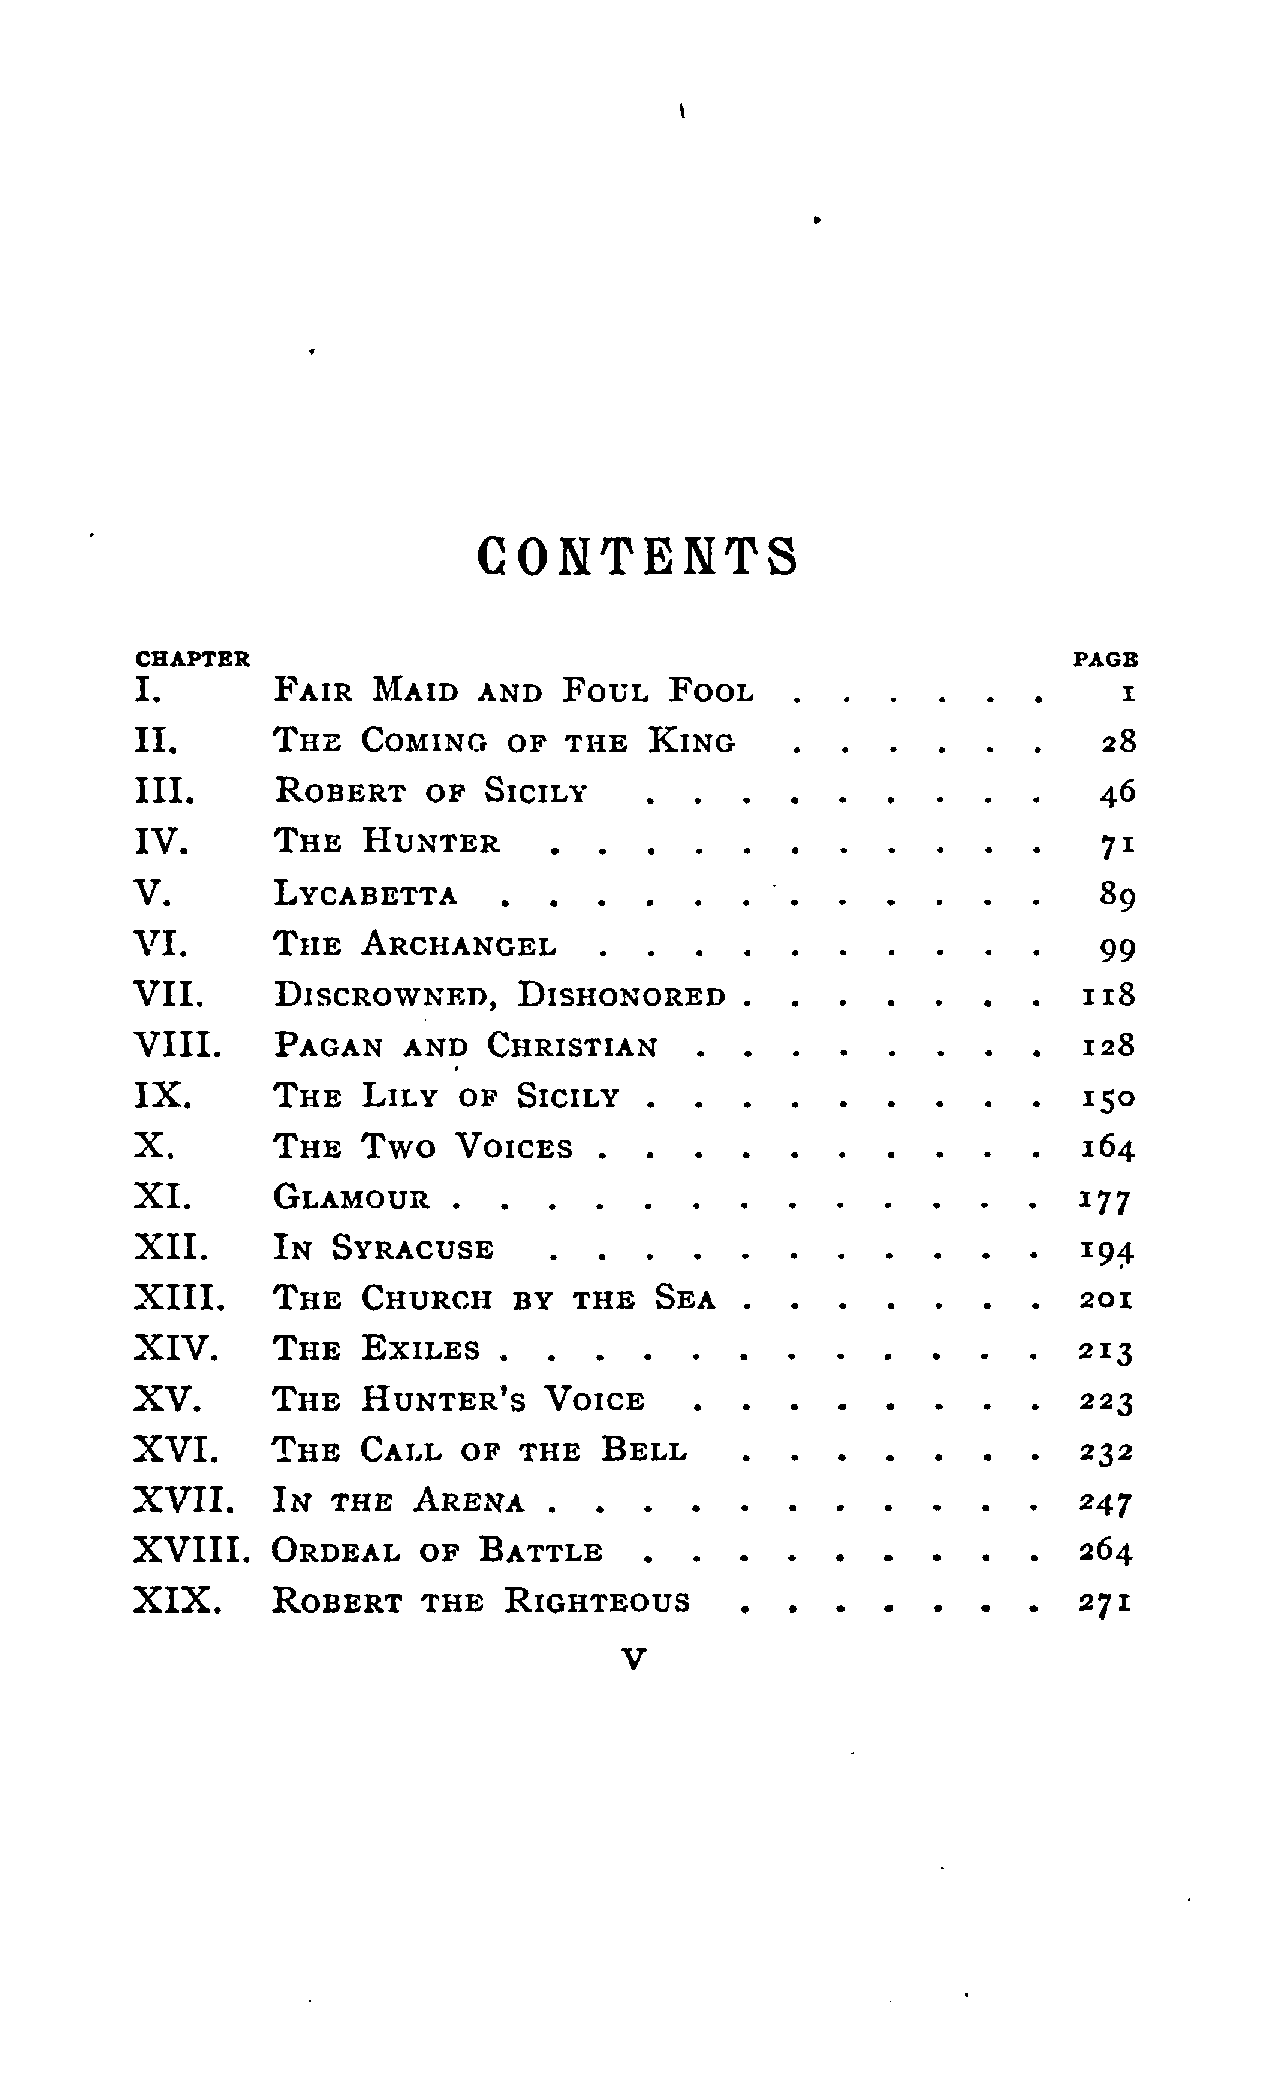 CONTENTS
CHAPTER PAGE
I. FAIR MAID AND FOUL FOOL . . . . . . 1
II. THE COMING OF THE KING . . . . . . 28
III. ROBERT OF SICILY . . . . . . . . . 46
IV. THE HUNTER . . . . . . . . . . . 71
V. LYCABETTA . . . . . . . . . . . . 89
VI. THE ARCHANGEL . . . . . . . . . . 99
VII. DISCROWNED, DISHONORED . . . . . . . 118
VIII. PAGAN AND CHRISTIAN . . . . . . . . 128
IX. THE LILY OF SICILY . . . . . . . . . 150
X. THE TWO VOICES . . . . . . . . . . 164
XI. GLAMOUR . . . . . . . . . . . . . 177
XII. IN SYRACUSE . . . . . . . . . . . 194
XIII. THE CHURCH BY THE SEA . . . . . . . 201
XIV. THE EXILES . . . . . . . . . . . . 213
XV. THE HUNTER'S VOICE . . . . . . . . 223
XVI. THE CALL OF THE BELL . . . . . . . 232
XVII. IN THE ARENA . . . . . . . . . . . 247
XVIII. ORDEAL OF BATTLE . . . . . . . . . 264
XIX. ROBERT THE RIGHTEOUS . . . . . . . 271
v